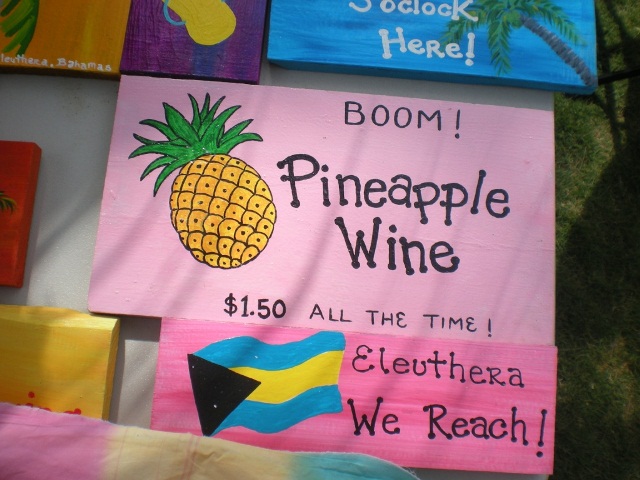 Eleuthera, Bahamas
5 o'clock
Here!
BOOM!
Pineapple
Wine
$1.50 ALL THE TIME!
Eleuthera
We Reach!